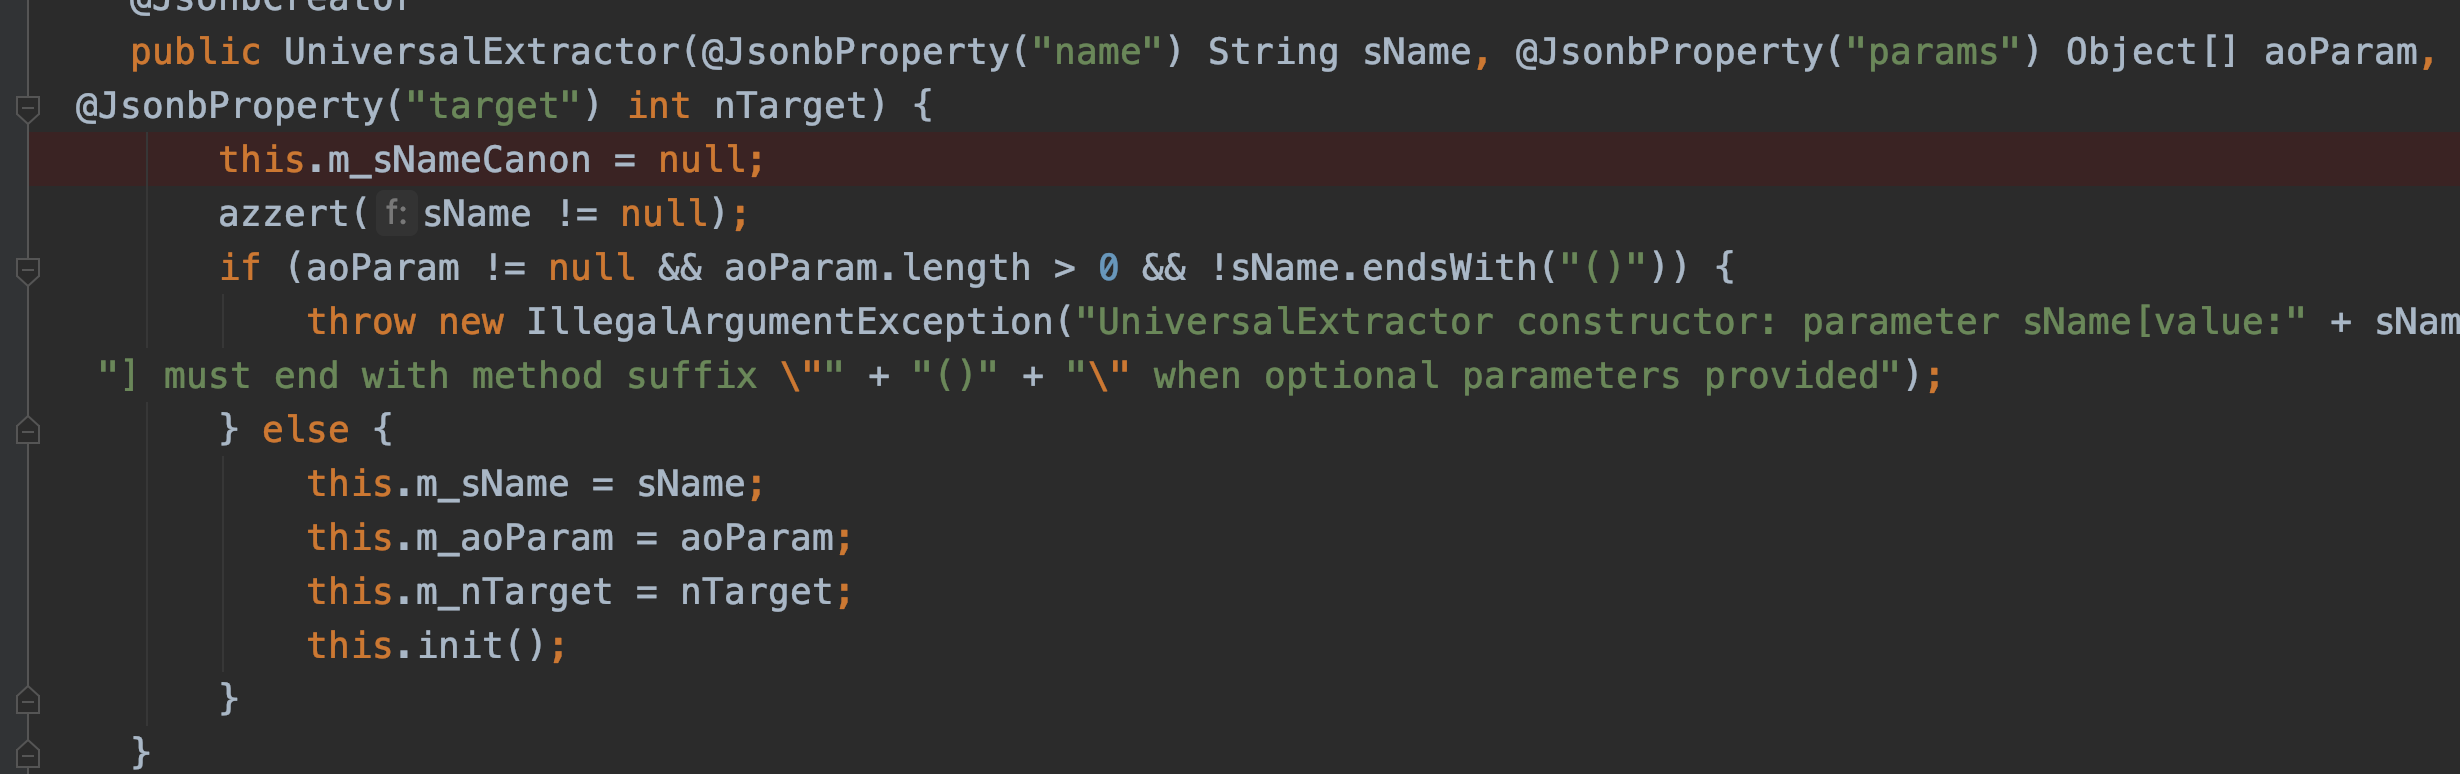 @JsonbCreator
public UniversalExtractor(@JsonbProperty("name") String sName, @JsonbProperty("params") Object[] aoParam,
@JsonbProperty("target") int nTarget) {
this.m_sNameCanon = null;
azzert( f: sName != null);
if (aoParam != null && aoParam.length > 0 && !sName.endsWith("()")) {
throw new IllegalArgumentException("UniversalExtractor constructor: parameter sName[value:" + sNam
"] must end with method suffix \"" + "()" + "\" when optional parameters provided");
} else {
this.m_sName = sName;
this.m_aoParam = aoParam;
this.m_nTarget = nTarget;
this.init();
}
}